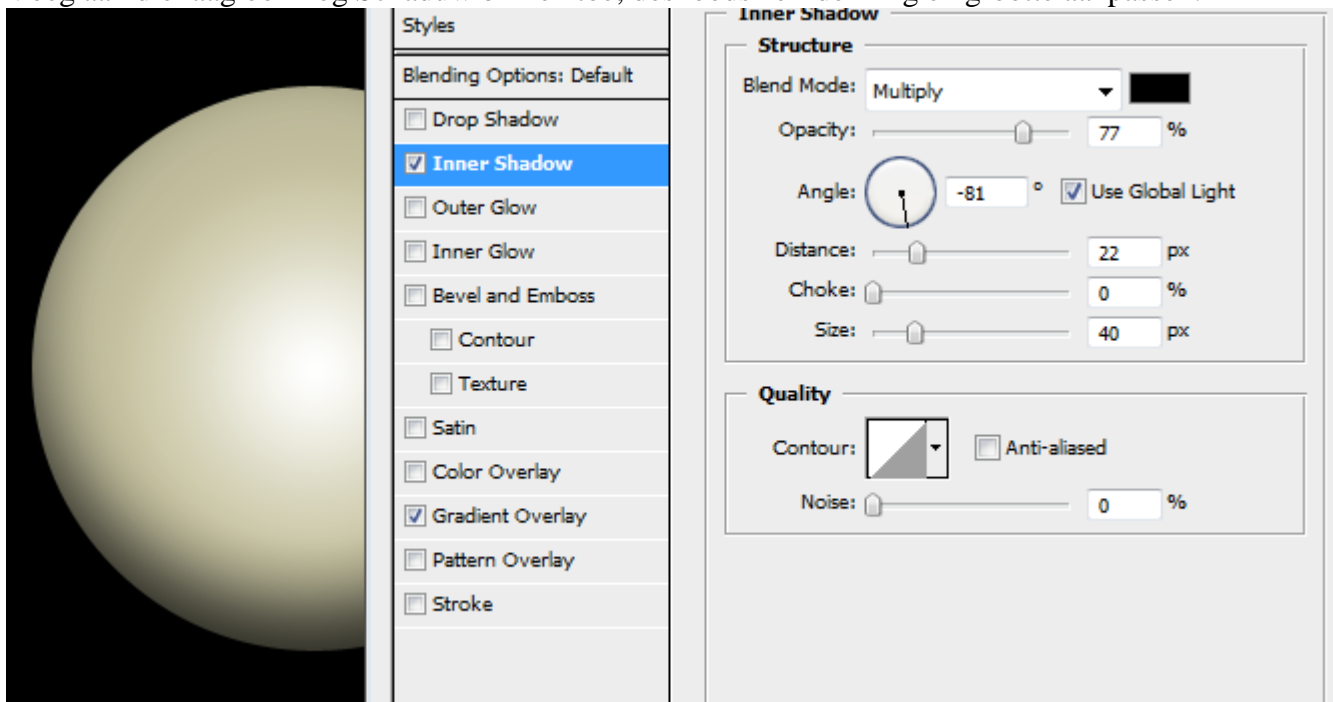 Styles
Blending Options: Default
Drop Shadow
Inner Shadow
Outer Glow
Inner Glow
Bevel and Emboss
Contour
Texture
Satin
Color Overlay
Gradient Overlay
Pattern Overlay
Stroke
Inner Shadow
Structure
Blend Mode: Multiply
Opacity: 77 %
Angle: -81 ° Use Global Light
Distance: 22 px
Choke: 0 %
Size: 40 px
Quality
Contour: Anti-aliased
Noise: 0 %